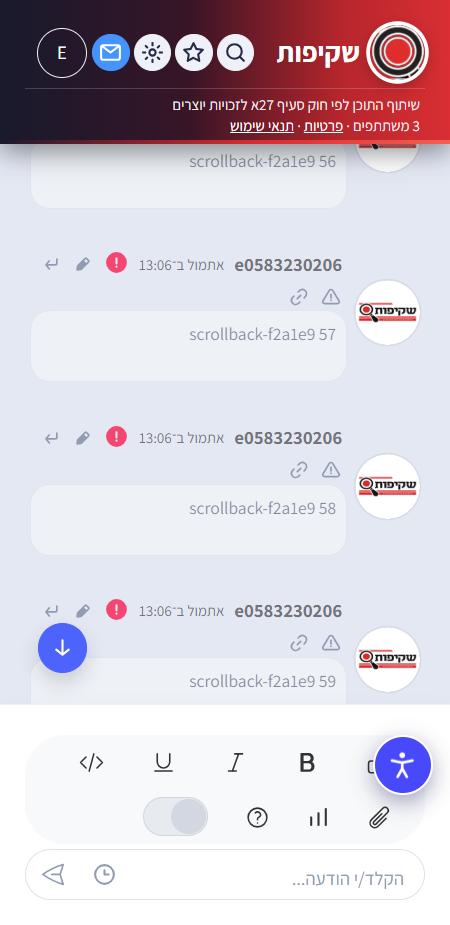 שקיפות
E
שיתוף התוכן לפי חוק סעיף 27א לזכויות יוצרים
3 משתתפים · פרטיות · תנאי שימוש
scrollback-f2a1e9 56
e0583230206 אתמול ב־13:06
שקיפות
scrollback-f2a1e9 57
e0583230206 אתמול ב־13:06
שקיפות
scrollback-f2a1e9 58
e0583230206 אתמול ב־13:06
שקיפות
scrollback-f2a1e9 59
B I U </>
הקלד/י הודעה...